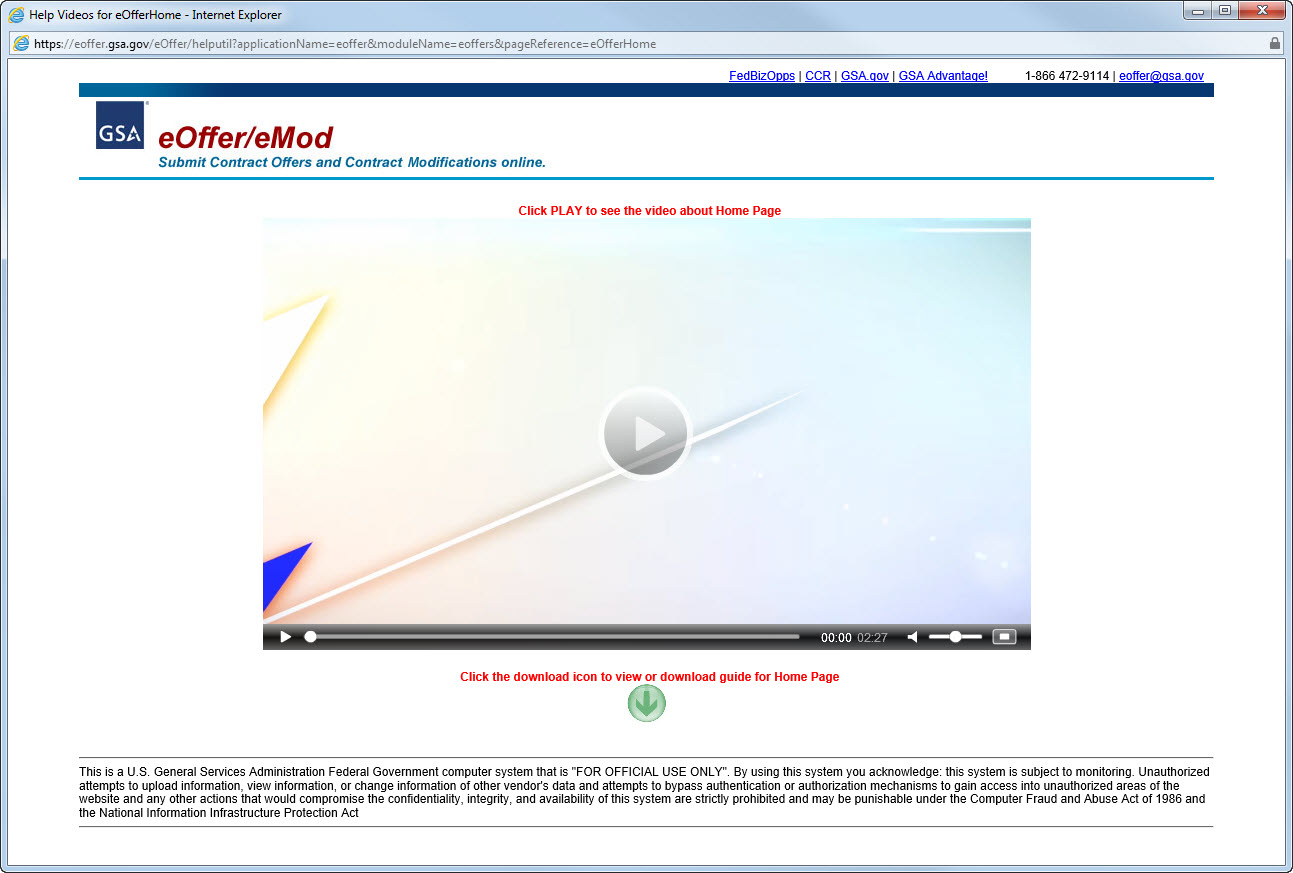 Help Videos for eOfferHome - Internet Explorer
https://eoffer.gsa.gov/eOffer/helputil?applicationName=eoffer&moduleName=eoffers&pageReference=eOfferHome
FedBizOpps | CCR | GSA.gov | GSA Advantage! 1-866 472-9114 | eoffer@gsa.gov
GSA
eOffer/eMod
Submit Contract Offers and Contract Modifications online.
Click PLAY to see the video about Home Page
00:00 02:27
Click the download icon to view or download guide for Home Page
This is a U.S. General Services Administration Federal Government computer system that is "FOR OFFICIAL USE ONLY". By using this system you acknowledge: this system is subject to monitoring. Unauthorized
attempts to upload information, view information, or change information of other vendor's data and attempts to bypass authentication or authorization mechanisms to gain access into unauthorized areas of the
website and any other actions that would compromise the confidentiality, integrity, and availability of this system are strictly prohibited and may be punishable under the Computer Fraud and Abuse Act of 1986 and
the National Information Infrastructure Protection Act